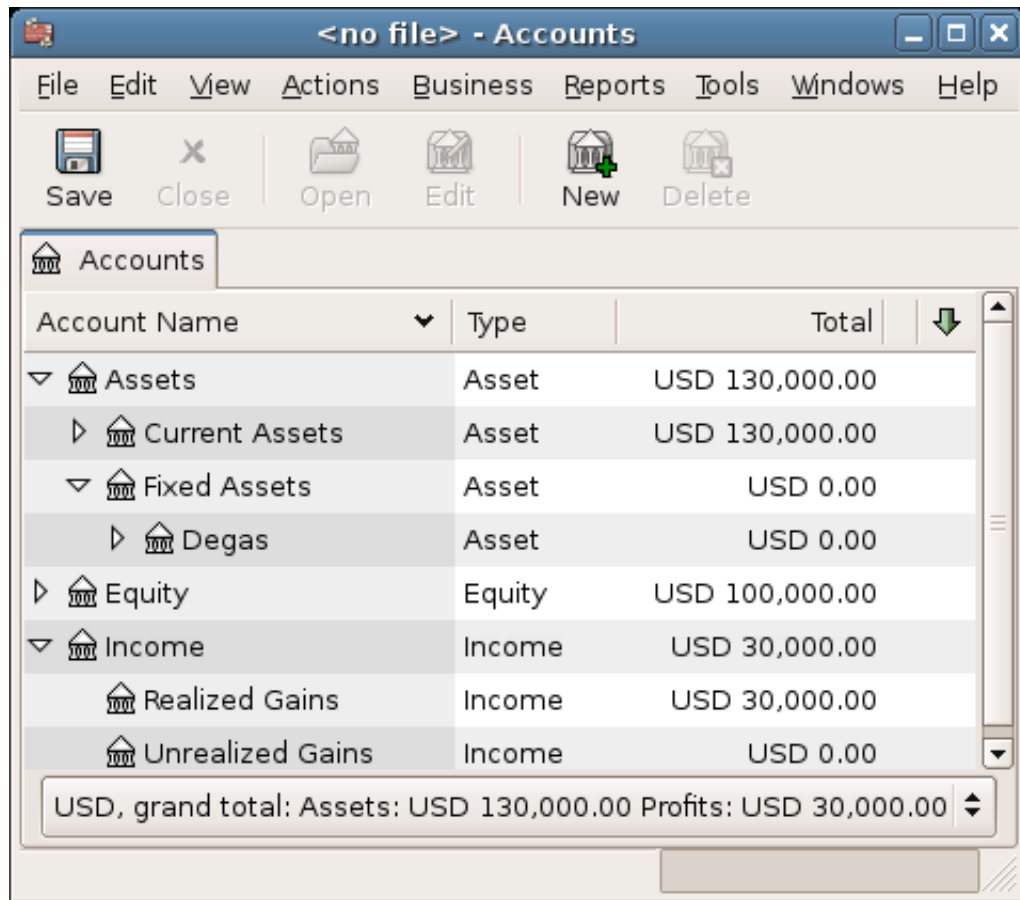 <no file> - Accounts
File Edit View Actions Business Reports Tools Windows Help
Save Close Open Edit New Delete
Accounts
Account Name Type Total
Assets Asset USD 130,000.00
Current Assets Asset USD 130,000.00
Fixed Assets Asset USD 0.00
Degas Asset USD 0.00
Equity Equity USD 100,000.00
Income Income USD 30,000.00
Realized Gains Income USD 30,000.00
Unrealized Gains Income USD 0.00
USD, grand total: Assets: USD 130,000.00 Profits: USD 30,000.00